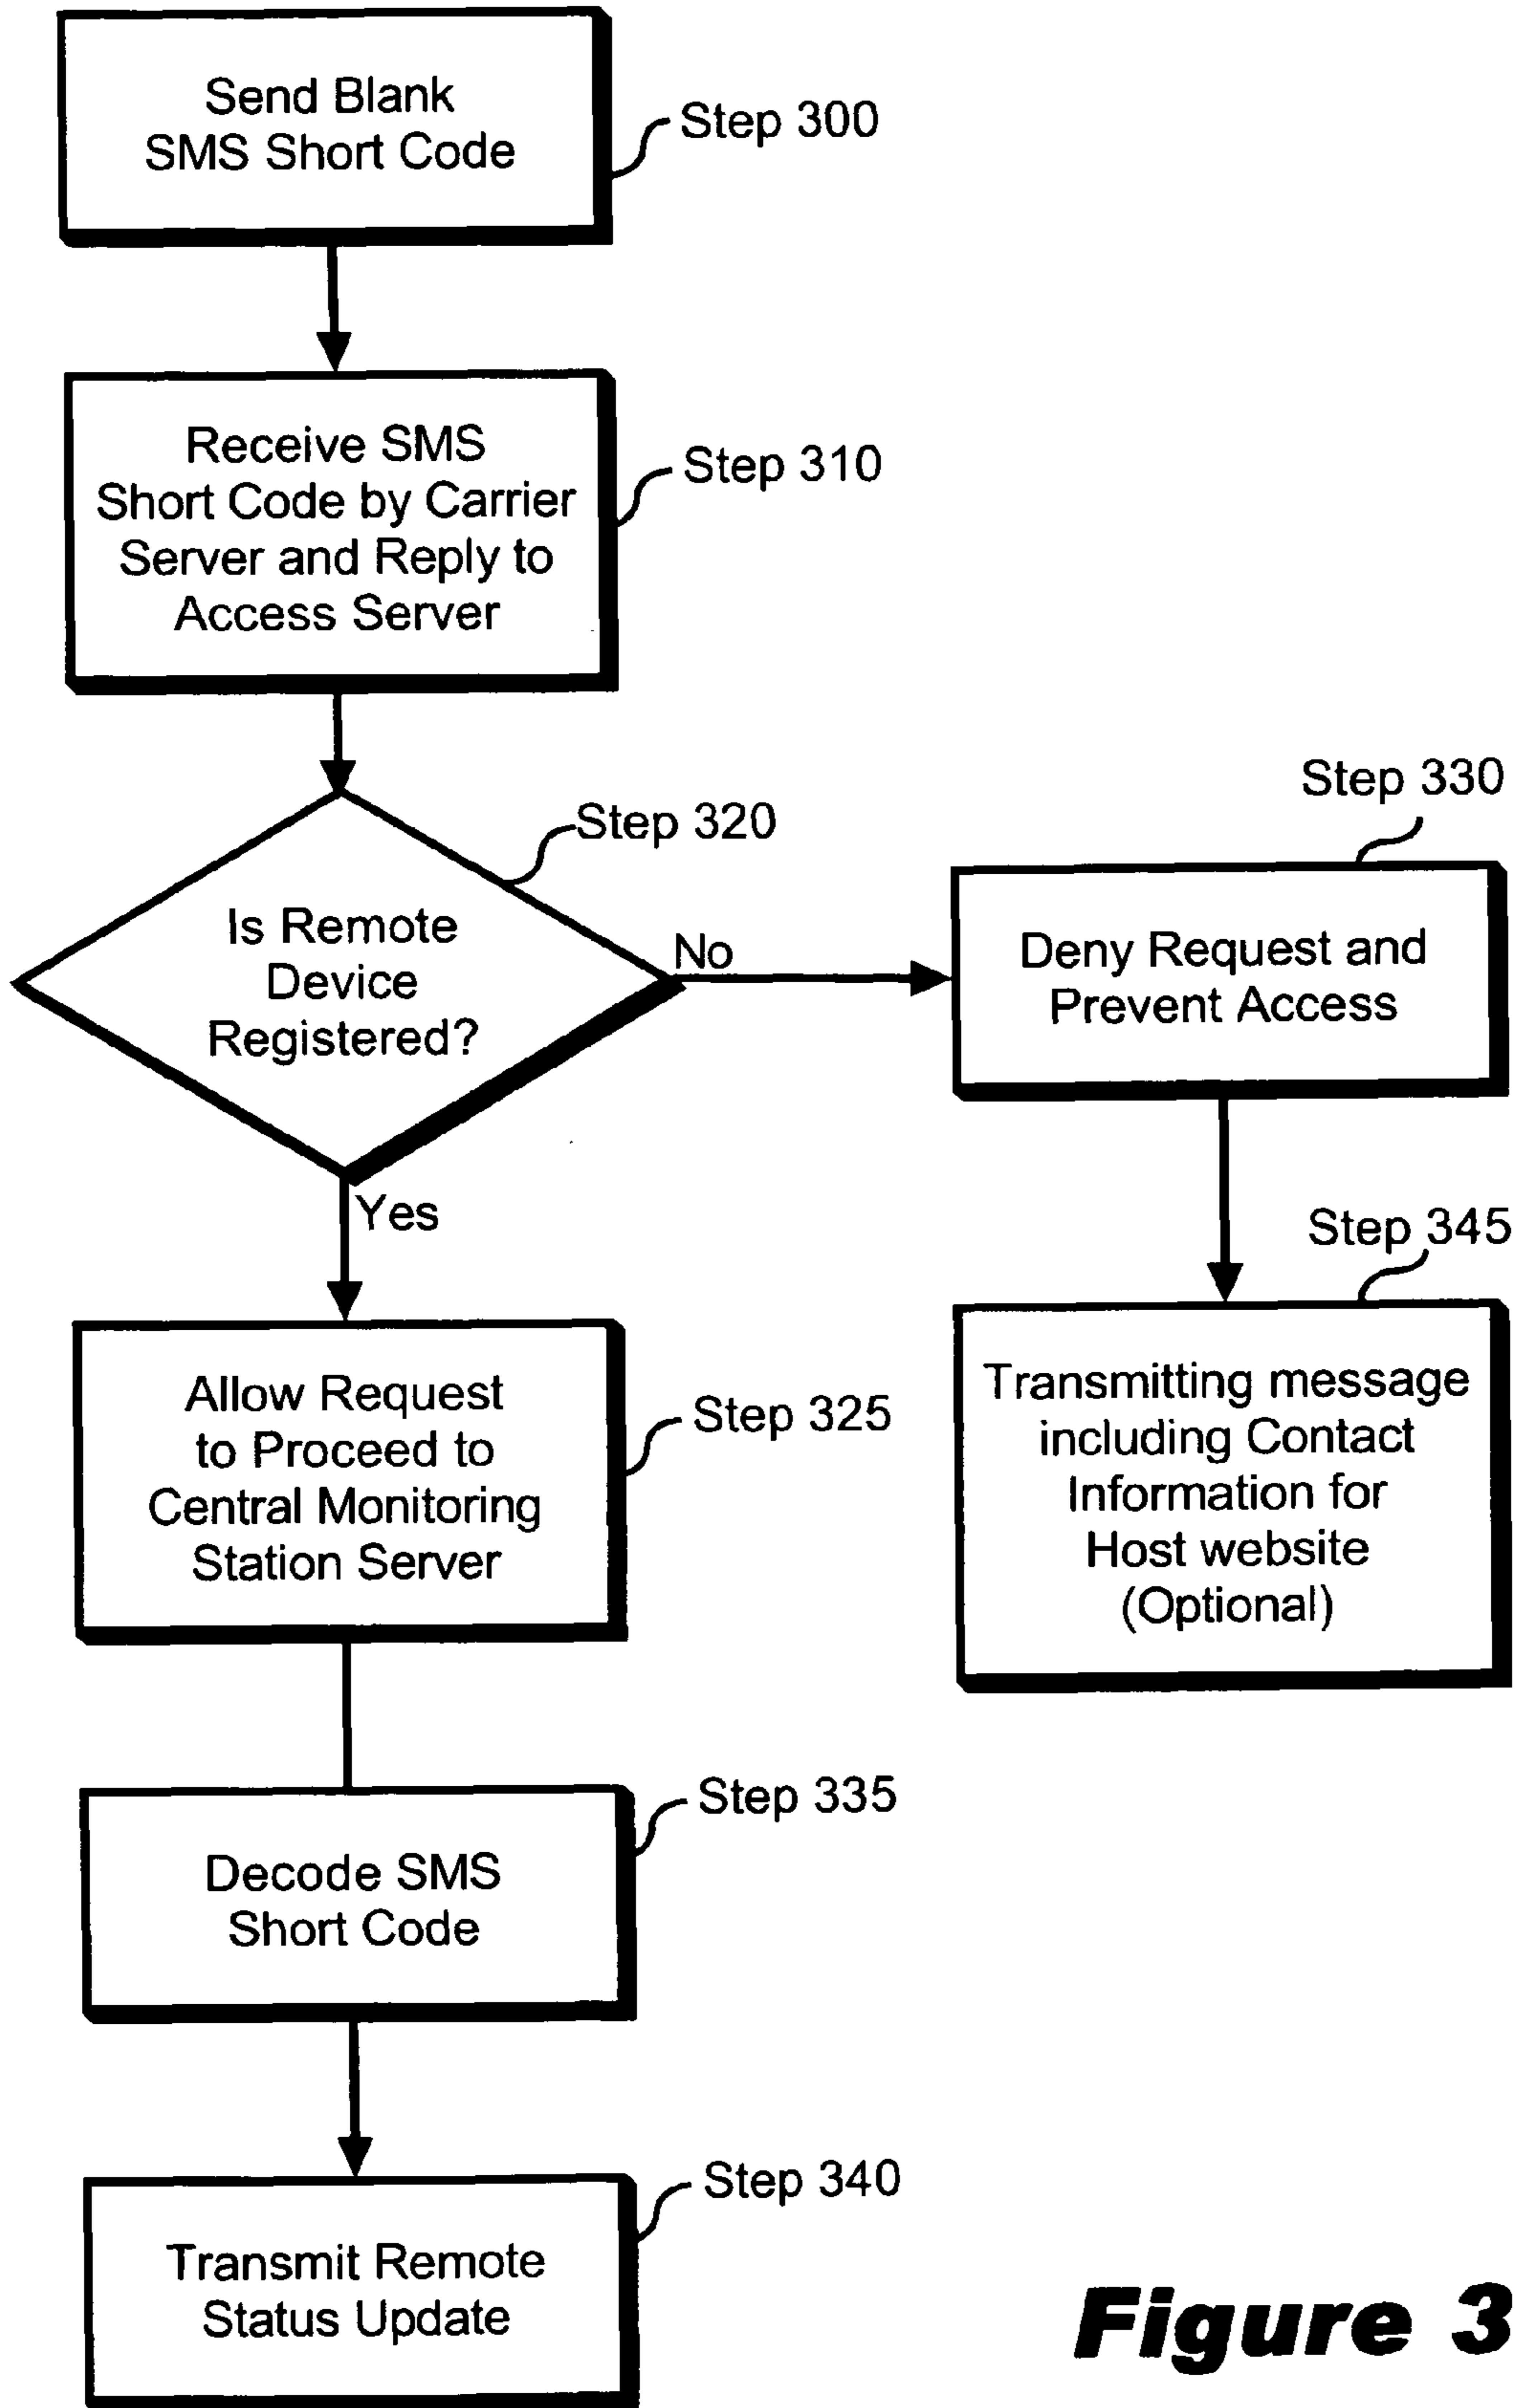 Send Blank
SMS Short Code
Step 300
Receive SMS
Short Code by Carrier
Server and Reply to
Access Server
Step 310
Step 320
Is Remote
Device
Registered?
No
Yes
Step 330
Deny Request and
Prevent Access
Step 345
Transmitting message
including Contact
Information for
Host website
(Optional)
Allow Request
to Proceed to
Central Monitoring
Station Server
Step 325
Decode SMS
Short Code
Step 335
Transmit Remote
Status Update
Step 340
Figure 3